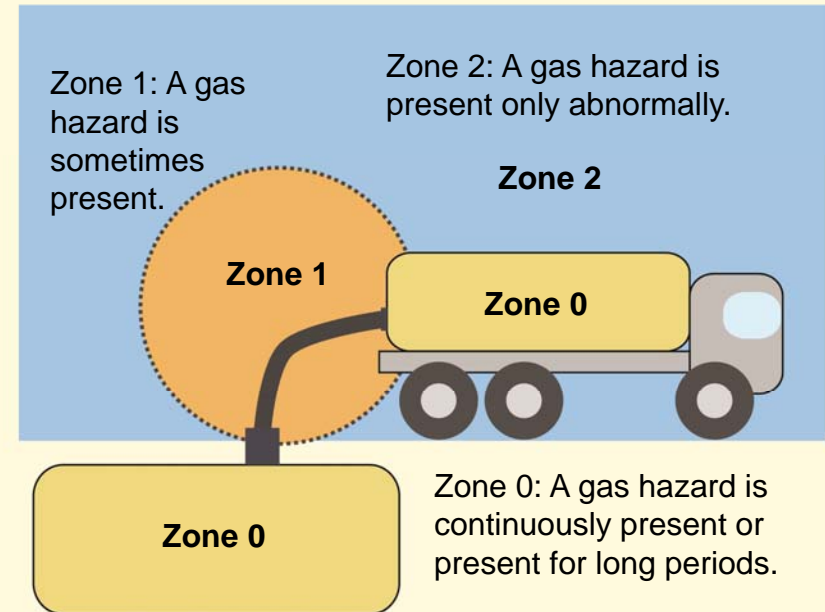 Zone 1: A gas
hazard is
sometimes
present.
Zone 2: A gas hazard is
present only abnormally.
Zone 2
Zone 1
Zone 0
Zone 0
Zone 0: A gas hazard is
continuously present or
present for long periods.